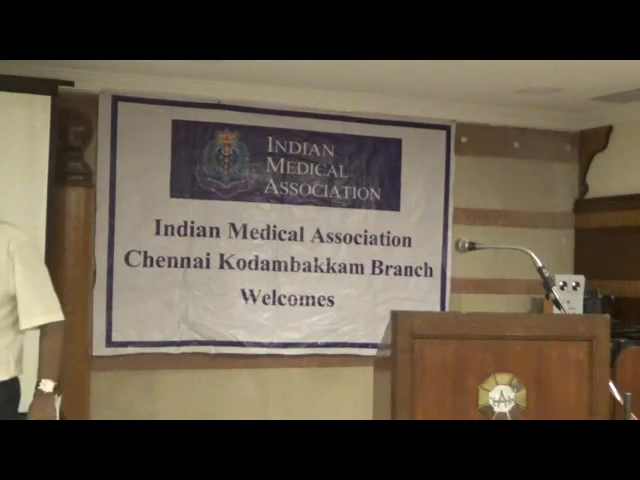 INDIAN
MEDICAL
ASSOCIATION
Indian Medical Association
Chennai Kodambakkam Branch
Welcomes